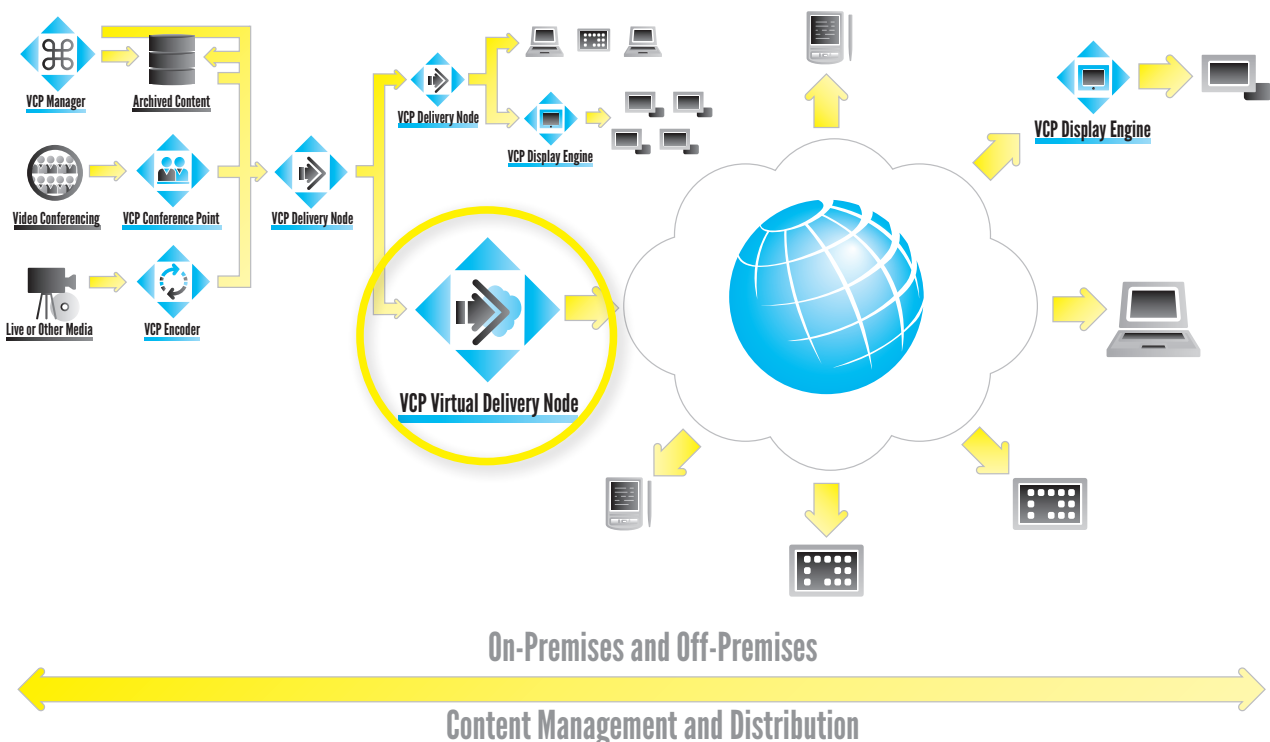 VCP Manager
Archived Content
VCP Delivery Node
VCP Display Engine
VCP Display Engine
Video Conferencing
VCP Conference Point
VCP Delivery Node
Live or Other Media
VCP Encoder
VCP Virtual Delivery Node
On-Premises and Off-Premises
Content Management and Distribution